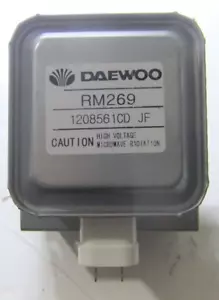 DAEWOO
RM269
1208561CD JF
CAUTION HIGH VOLTAGE
MICROWAVE RADIATION